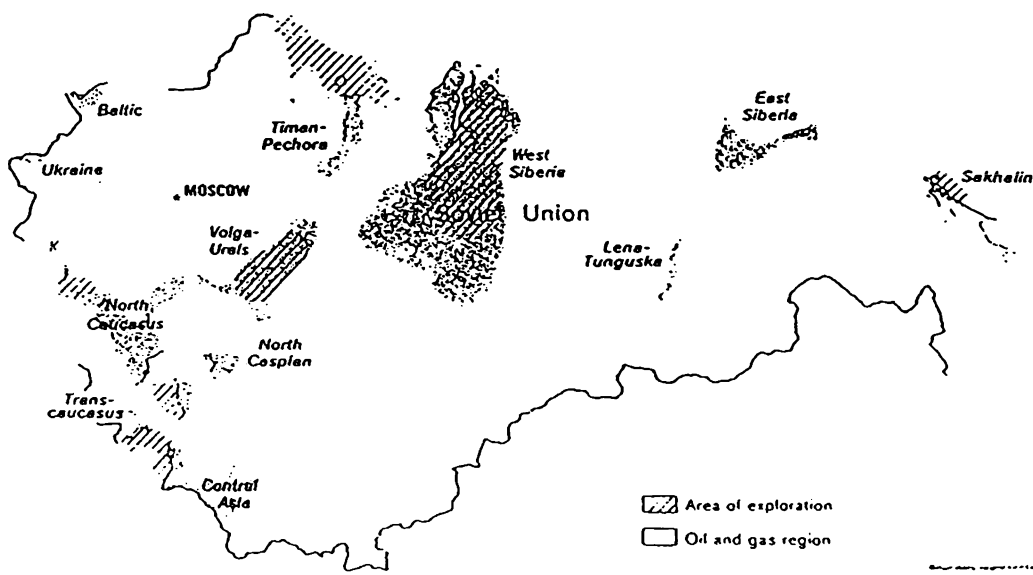 Baltic
Ukraine
Timan-
Pechora
MOSCOW
West
Siberia
Soviet Union
East
Siberia
Sakhalin
Volga-
Urals
Lena-
Tunguska
North
Caucasus
North
Caspian
Trans-
caucasus
Central
Asia
Area of exploration
Oil and gas region